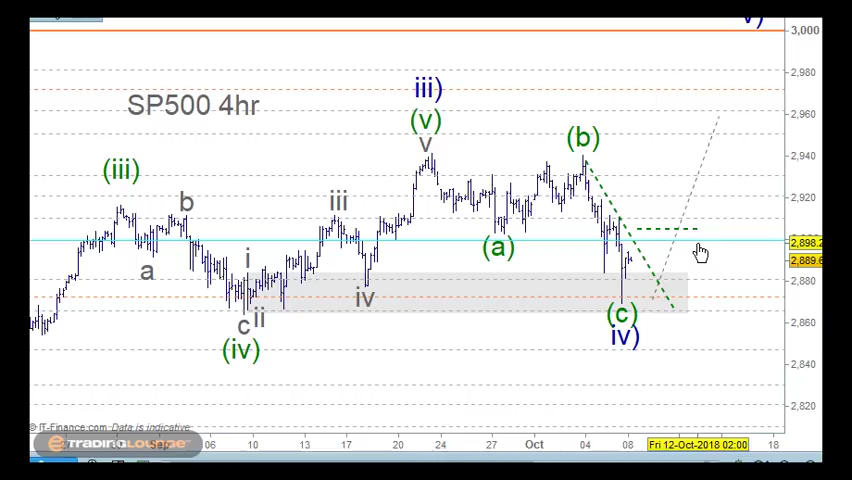 v)
3,000
2,980
iii)
2,960
SP500 4hr
(v)
v
2,940
(b)
(iii)
b
iii
2,920
2,898.2
a
i
(a)
2,889.6
2,880
iv
c
ii
(c)
2,860
(iv)
iv)
2,840
2,820
© IT-Finance.com Data is indicative
Sep 06 10 13 17 20 24 27 Oct 04 08 Fri 12-Oct-2018 02:00 18
TRADINGLOUNGE